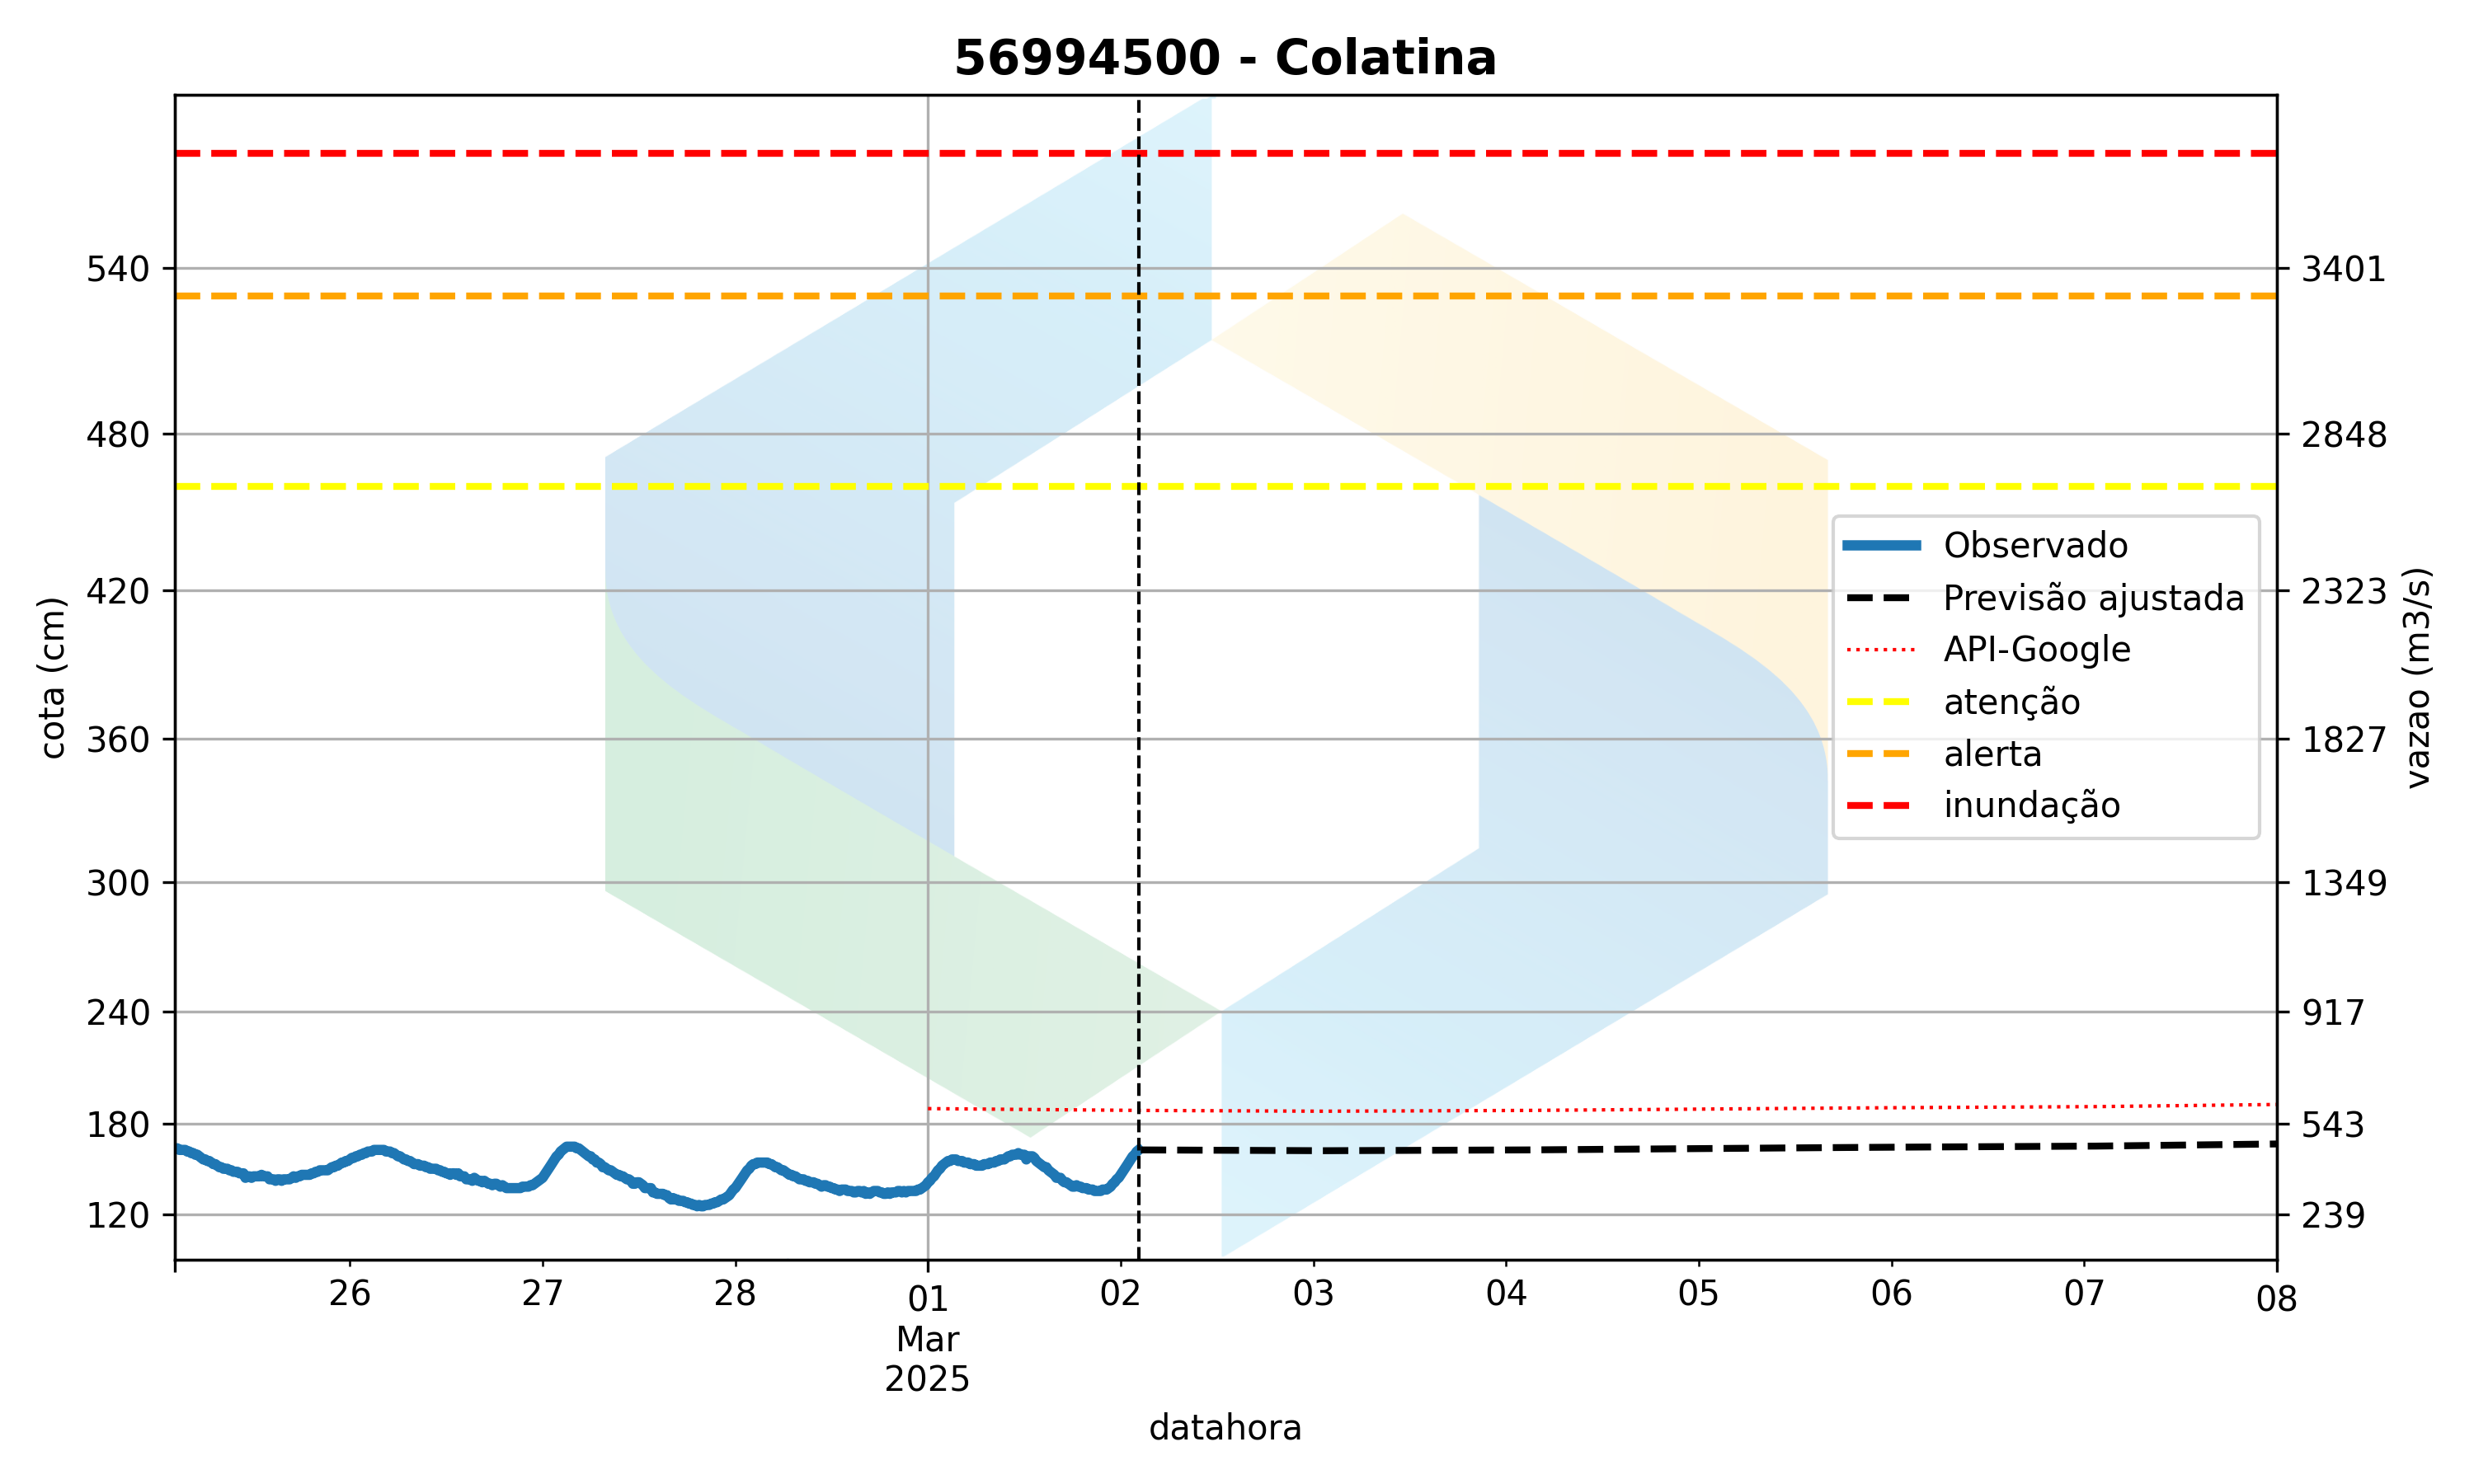 56994500 - Colatina
cota (cm)
540
480
420
360
300
240
180
120
3401
2848
2323
1827
1349
917
543
239
vazao (m3/s)
Observado
Previsão ajustada
API-Google
atenção
alerta
inundação
26 27 28 01 02 03 04 05 06 07 08
Mar
2025
datahora